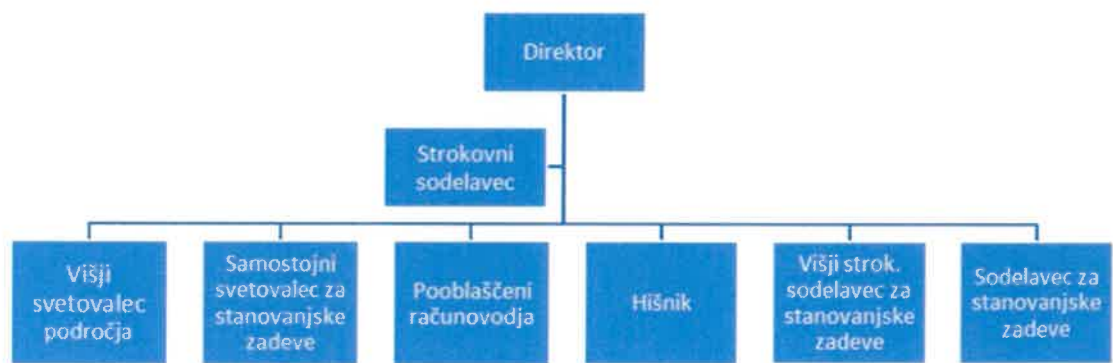 Direktor
Strokovni
sodelavec
Višji
svetovalec
področja
Samostojni
svetovalec za
stanovanjske
zadeve
Pooblaščeni
računovodja
Hišnik
Višji strok.
sodelavec za
stanovanjske
zadeve
Sodelavec za
stanovanjske
zadeve